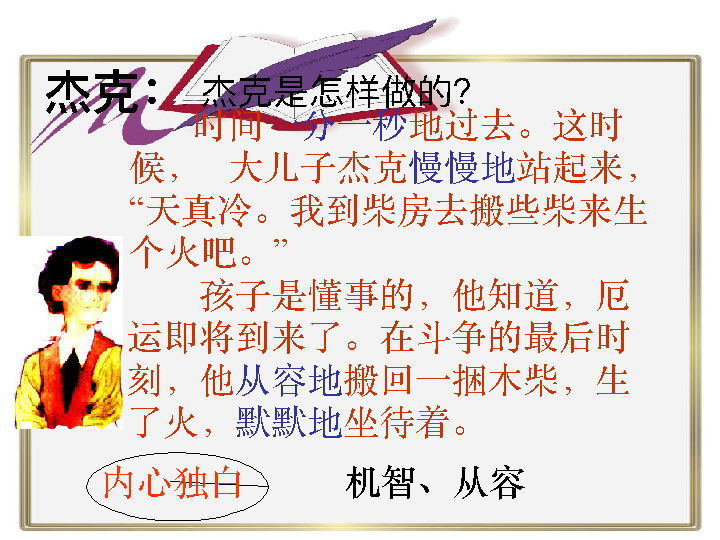 杰克： 杰克是怎样做的?
时间一分一秒地过去。这时
候， 大儿子杰克慢慢地站起来，
“天真冷。我到柴房去搬些柴来生
个火吧。”
孩子是懂事的，他知道，厄
运即将到来了。在斗争的最后时
刻，他从容地搬回一捆木柴，生
了火，默默地坐待着。
内心独白 机智、从容